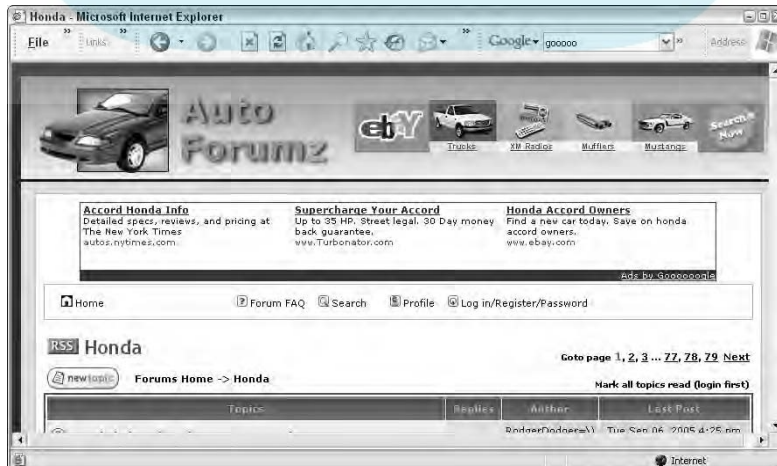 Honda - Microsoft Internet Explorer
File » Links » Google goooo » Address
Auto
Forumz
ebY
Trucks XM Radios Mufflers Mustangs Search Now
Accord Honda Info
Detailed specs, reviews, and pricing at
The New York Times
autos.nytimes.com
Supercharge Your Accord
Up to 35 HP. Street legal. 30 Day money
back guarantee.
www.Turbonator.com
Honda Accord Owners
Find a new car today. Save on honda
accord owners.
www.ebay.com
Ads by Goooooogle
Home Forum FAQ Search Profile Log in/Register/Password
RSS Honda
Goto page 1, 2, 3 ... 77, 78, 79 Next
newtopic Forums Home -> Honda
Mark all topics read (login first)
Topics Replies Author Last Post
Tue Sep 06, 2005 4:25 pm
Internet